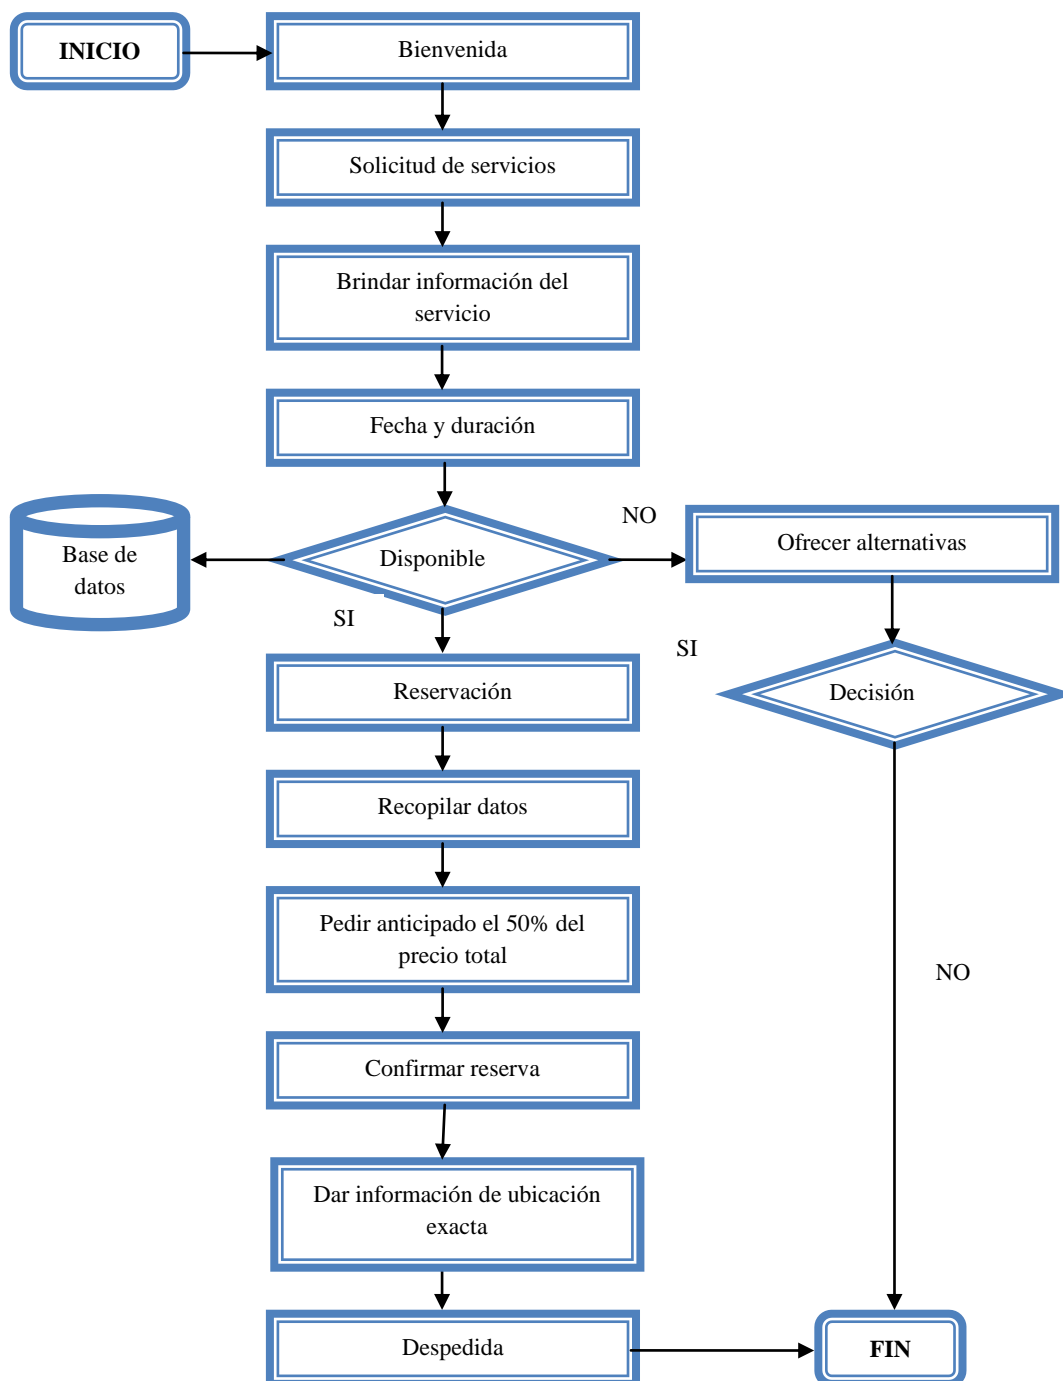 INICIO
Bienvenida
Solicitud de servicios
Brindar información del
servicio
Fecha y duración
NO
Ofrecer alternativas
Base de
datos
Disponible
SI
SI
Decisión
Reservación
Recopilar datos
Pedir anticipado el 50% del
precio total
NO
Confirmar reserva
Dar información de ubicación
exacta
Despedida
FIN